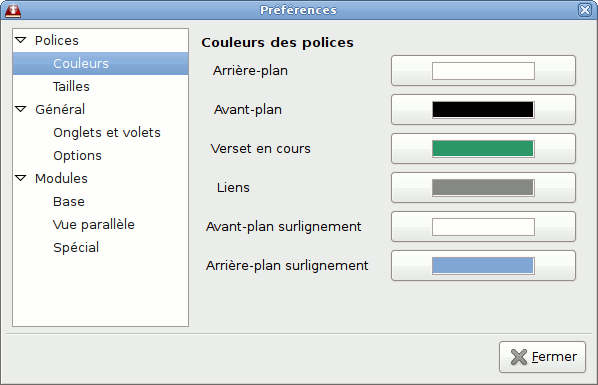 Préférences
Polices
Couleurs
Tailles
Général
Onglets et volets
Options
Modules
Base
Vue parallèle
Spécial
Couleurs des polices
Arrière-plan
Avant-plan
Verset en cours
Liens
Avant-plan surlignement
Arrière-plan surlignement
Fermer